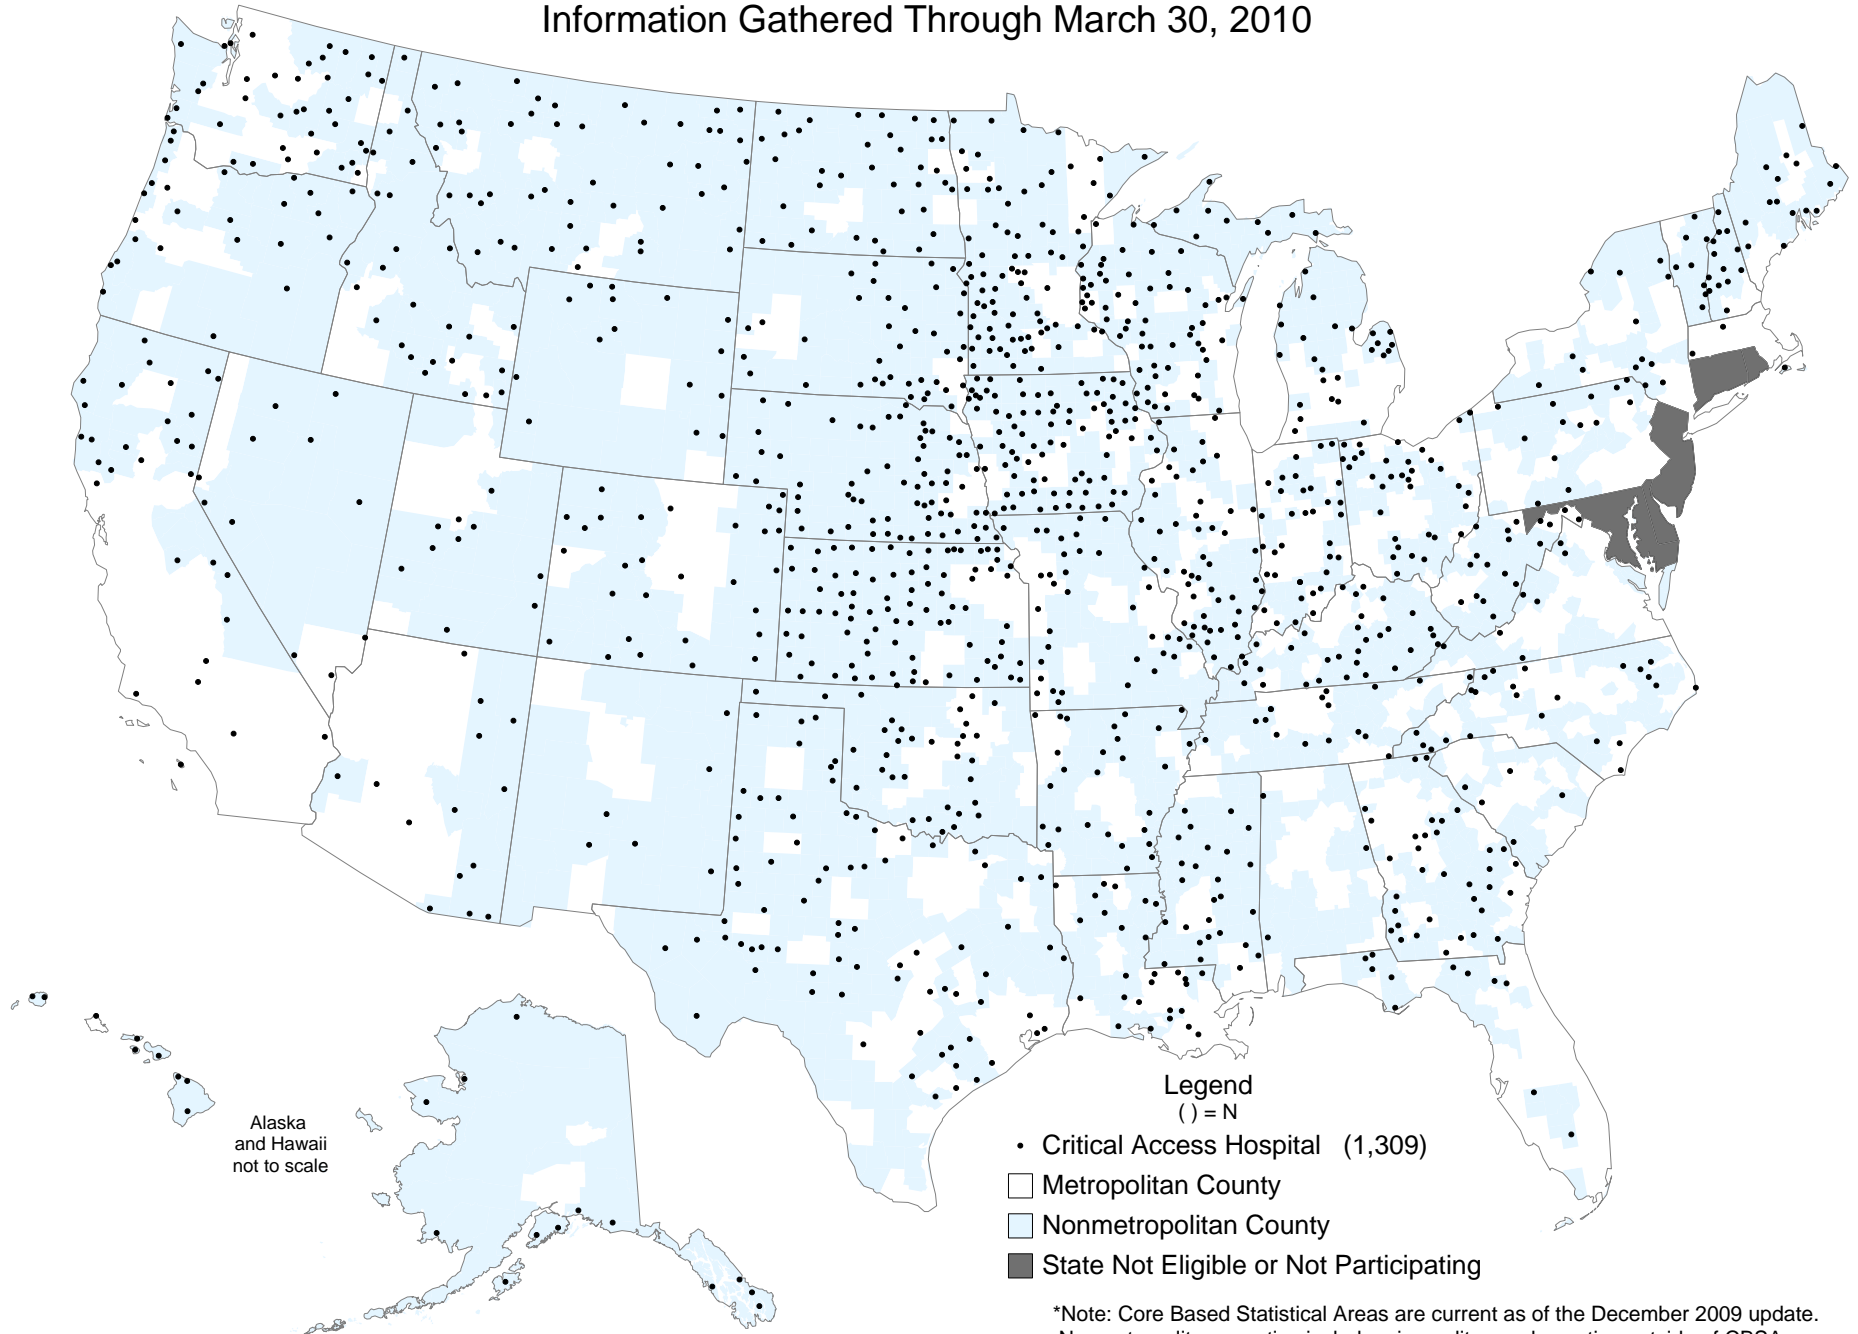 Information Gathered Through March 30, 2010
Alaska
and Hawaii
not to scale
Legend
( ) = N
Critical Access Hospital (1,309)
Metropolitan County
Nonmetropolitan County
State Not Eligible or Not Participating
*Note: Core Based Statistical Areas are current as of the December 2009 update.